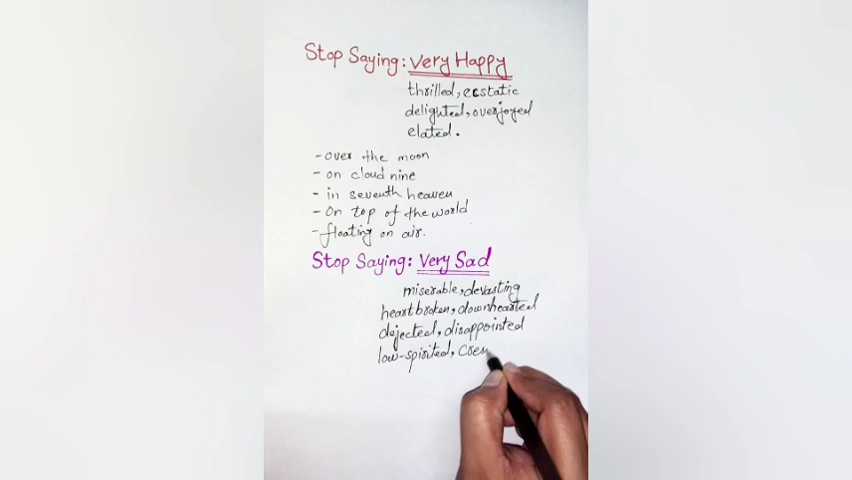 Stop Saying: Very Happy
thrilled, ecstatic
delighted, overjoyed
elated.
-over the moon
- on cloud nine
- in seventh heaven
- On top of the world
-floating on air.
Stop Saying: Very Sad
miserable, devasting
heartbroken, downhearted
dejected, disappointed
low-spirited, cres